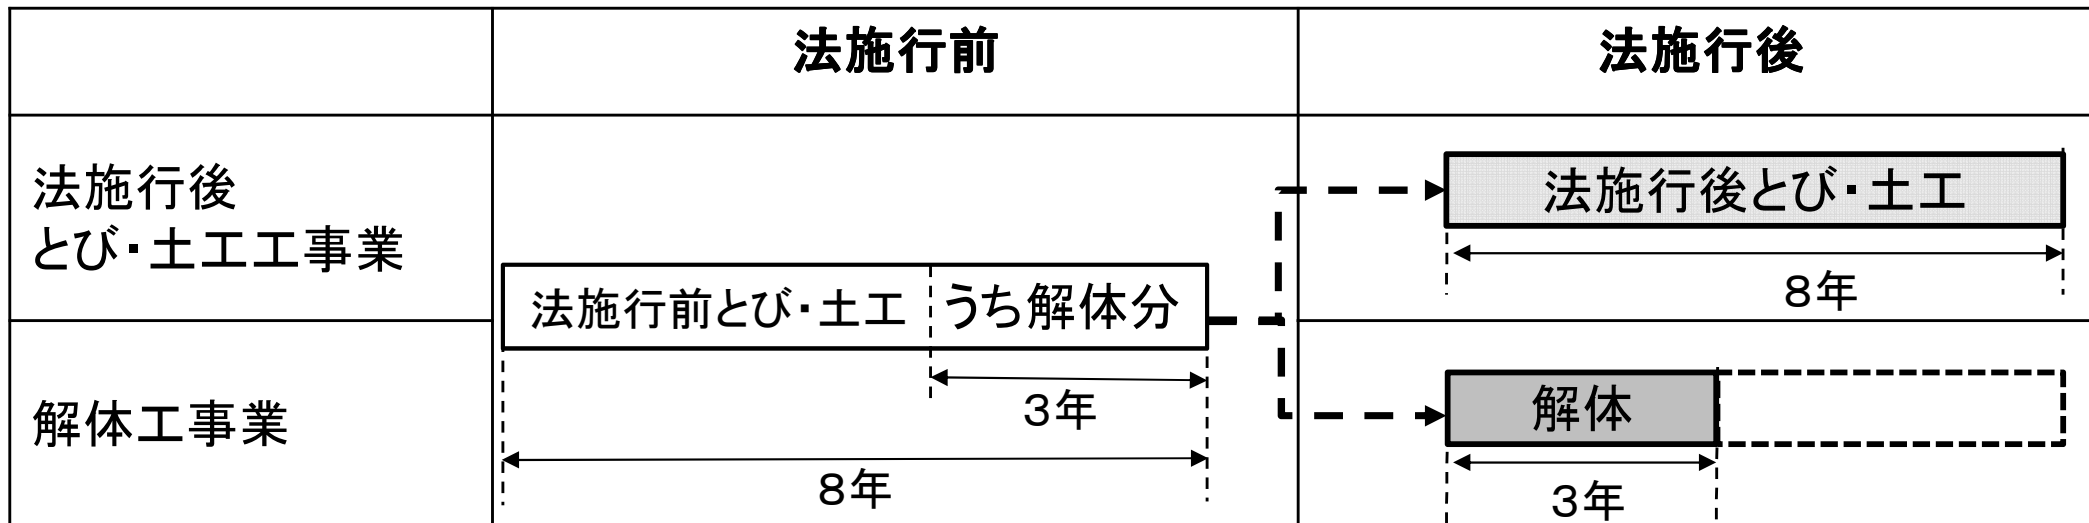 法施行前
法施行後
法施行後
とび・土工工事業
法施行前とび・土工
うち解体分
3年
8年
法施行後とび・土工
8年
解体工事業
解体
3年